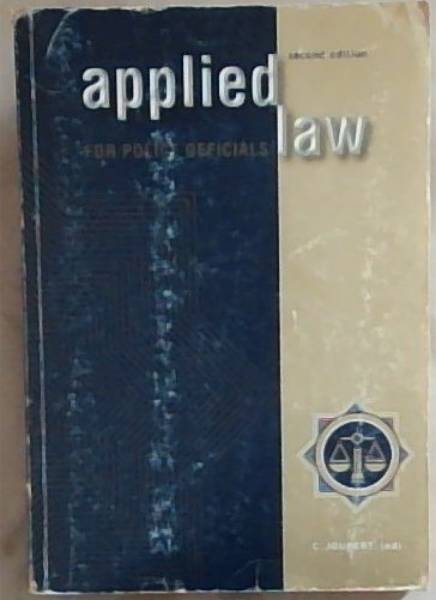 second edition
applied
law
FOR POLICE OFFICIALS
C. JOUBERT (ed)